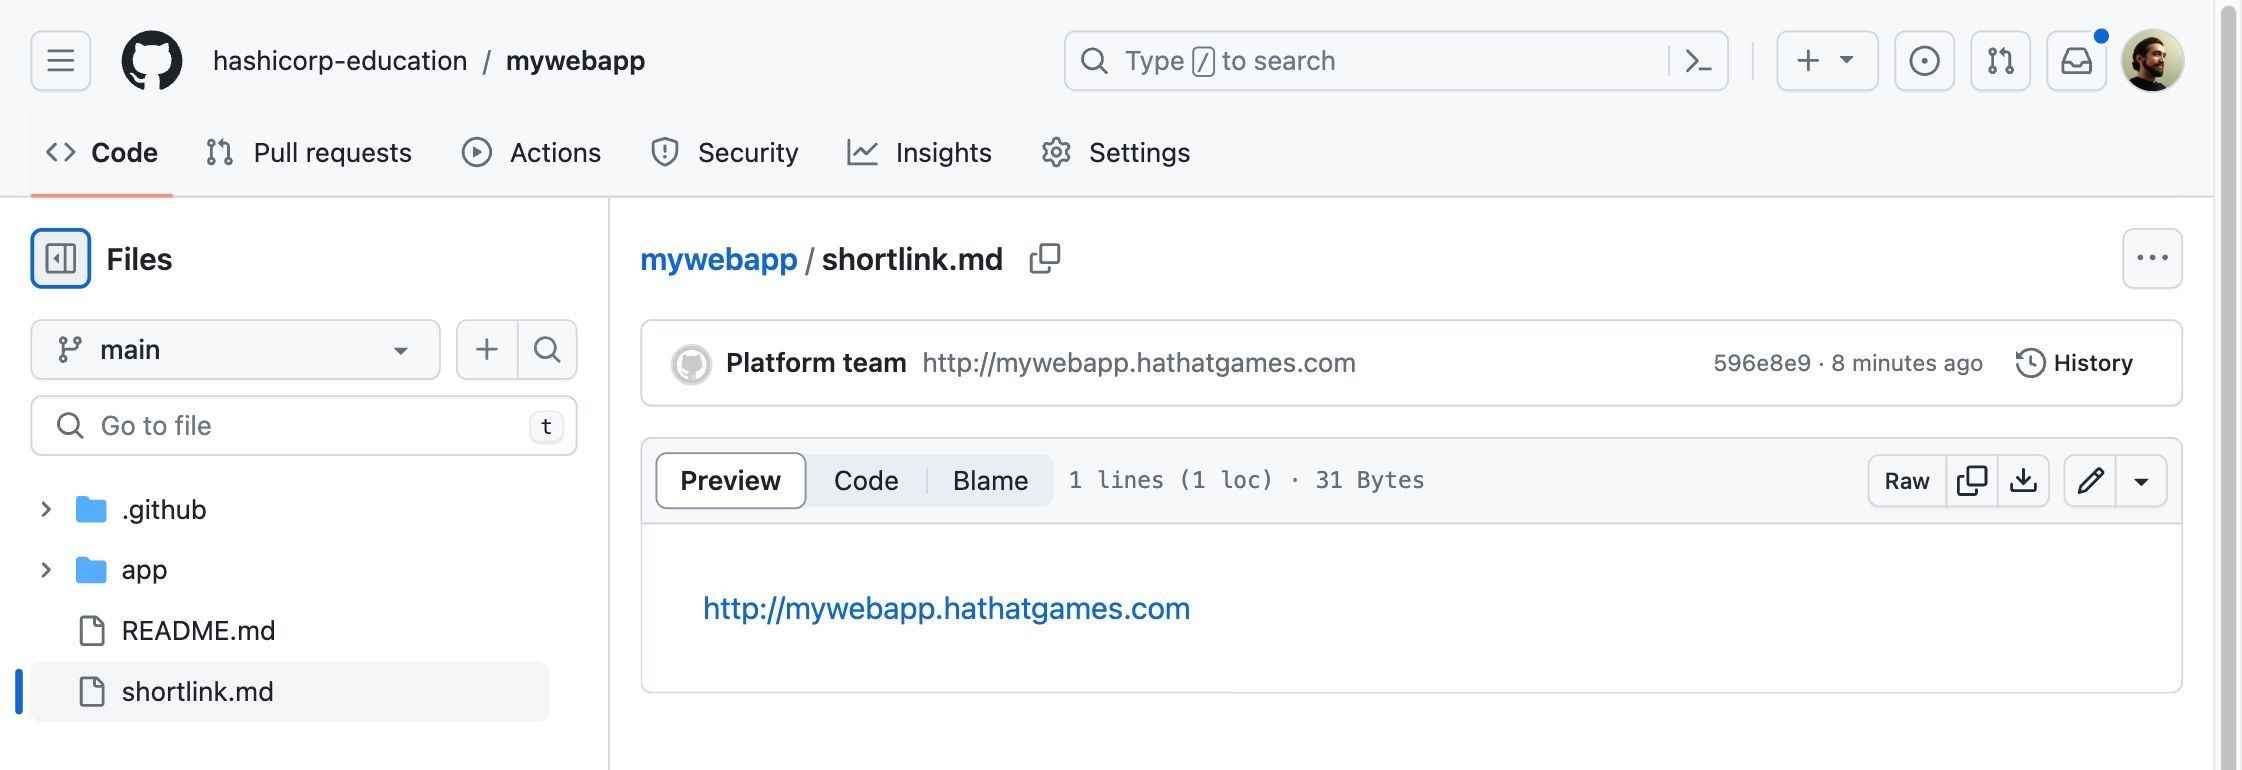 hashicorp-education / mywebapp
Type / to search
Code Pull requests Actions Security Insights Settings
Files
main
Go to file t
.github
app
README.md
shortlink.md
mywebapp / shortlink.md
Platform team http://mywebapp.hathatgames.com 596e8e9 · 8 minutes ago History
Preview Code Blame 1 lines (1 loc) · 31 Bytes Raw
http://mywebapp.hathatgames.com